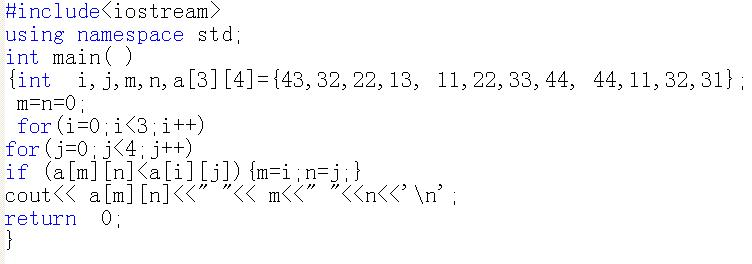 #include<iostream>
using namespace std;
int main( )
{int  i,j,m,n,a[3][4]={43,32,22,13, 11,22,33,44, 44,11,32,31};
m=n=0;
for(i=0;i<3;i++)
for(j=0;j<4;j++)
if (a[m][n]<a[i][j]){m=i;n=j;}
cout<< a[m][n]<<" "<< m<<" "<<n<<'\n';
return  0;
}